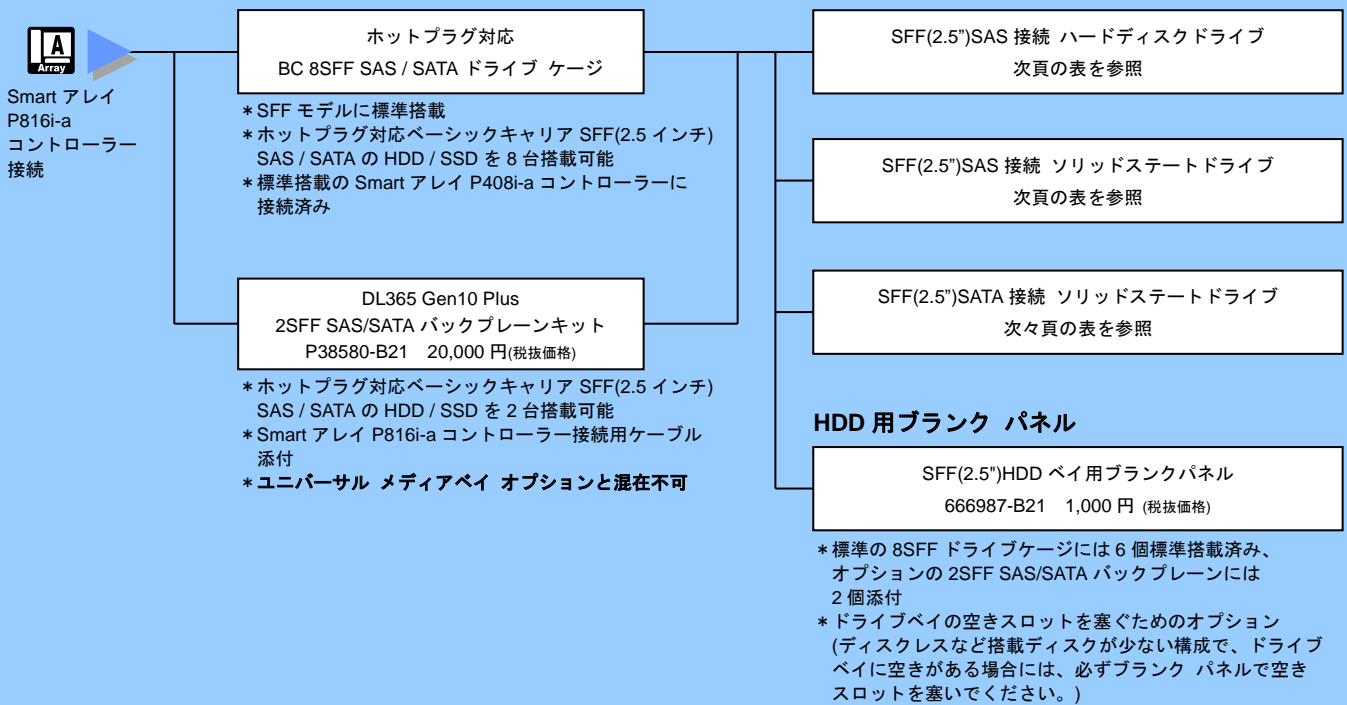 A
Array
Smart アレイ
P816i-a
コントローラー
接続
ホットプラグ対応
BC 8SFF SAS / SATA ドライブ ケージ
＊SFF モデルに標準搭載
＊ホットプラグ対応ベーシックキャリア SFF(2.5 インチ)
SAS / SATA の HDD / SSD を 8 台搭載可能
＊標準搭載の Smart アレイ P408i-a コントローラーに
接続済み
DL365 Gen10 Plus
2SFF SAS/SATA バックプレーンキット
P38580-B21 20,000 円(税抜価格)
＊ホットプラグ対応ベーシックキャリア SFF(2.5 インチ)
SAS / SATA の HDD / SSD を 2 台搭載可能
＊Smart アレイ P816i-a コントローラー接続用ケーブル
添付
＊ユニバーサル メディアベイ オプションと混在不可
SFF(2.5”)SAS 接続 ハードディスクドライブ
次頁の表を参照
SFF(2.5”)SAS 接続 ソリッドステートドライブ
次頁の表を参照
SFF(2.5”)SATA 接続 ソリッドステートドライブ
次々頁の表を参照
HDD 用ブランク パネル
SFF(2.5")HDD ベイ用ブランクパネル
666987-B21 1,000 円 (税抜価格)
＊標準の 8SFF ドライブケージには 6 個標準搭載済み、
オプションの 2SFF SAS/SATA バックプレーンには
2 個添付
＊ドライブベイの空きスロットを塞ぐためのオプション
(ディスクレスなど搭載ディスクが少ない構成で、ドライブ
ベイに空きがある場合には、必ずブランク パネルで空き
スロットを塞いでください。)